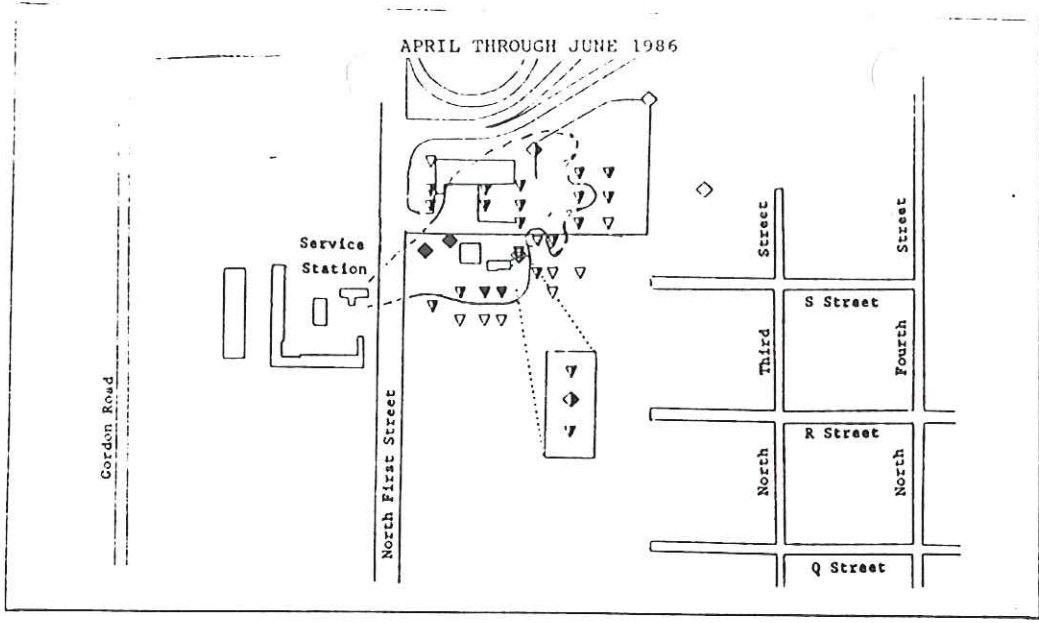 APRIL THROUGH JUNE 1986
Service
Station
Gordon Road
North First Street
North Third Street
North Fourth Street
S Street
R Street
Q Street